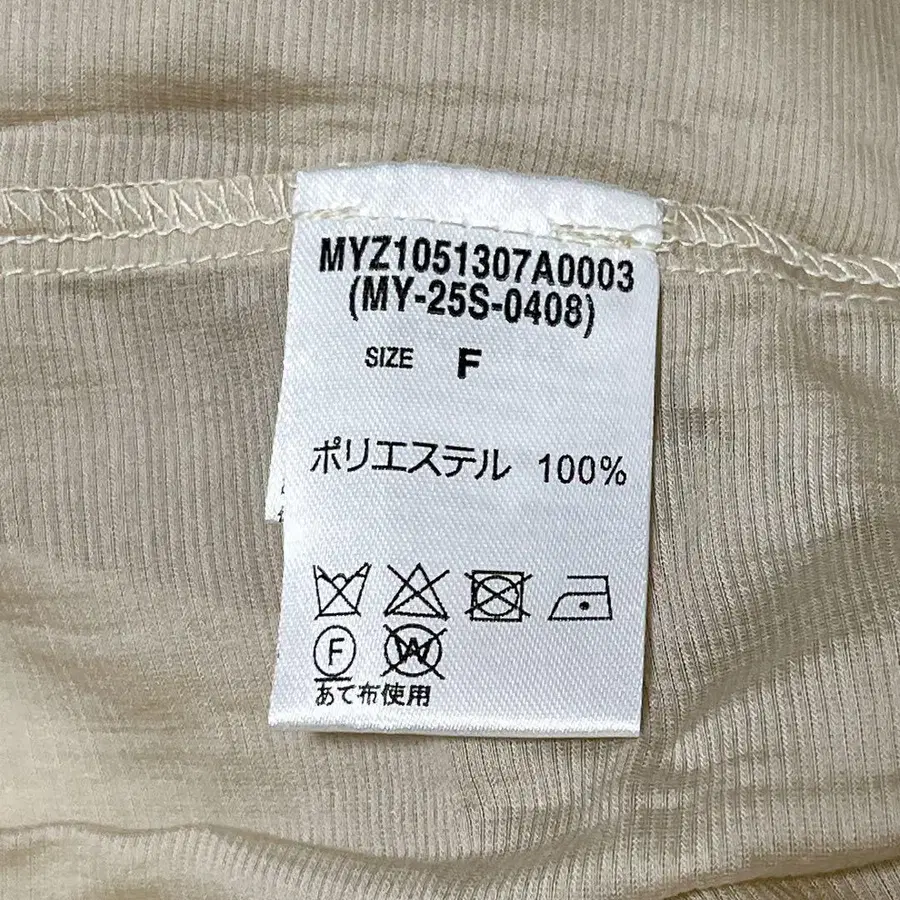 MYZ1051307A0003
(MY-25S-0408)
SIZE F
ポリエステル 100%
F W
あて布使用